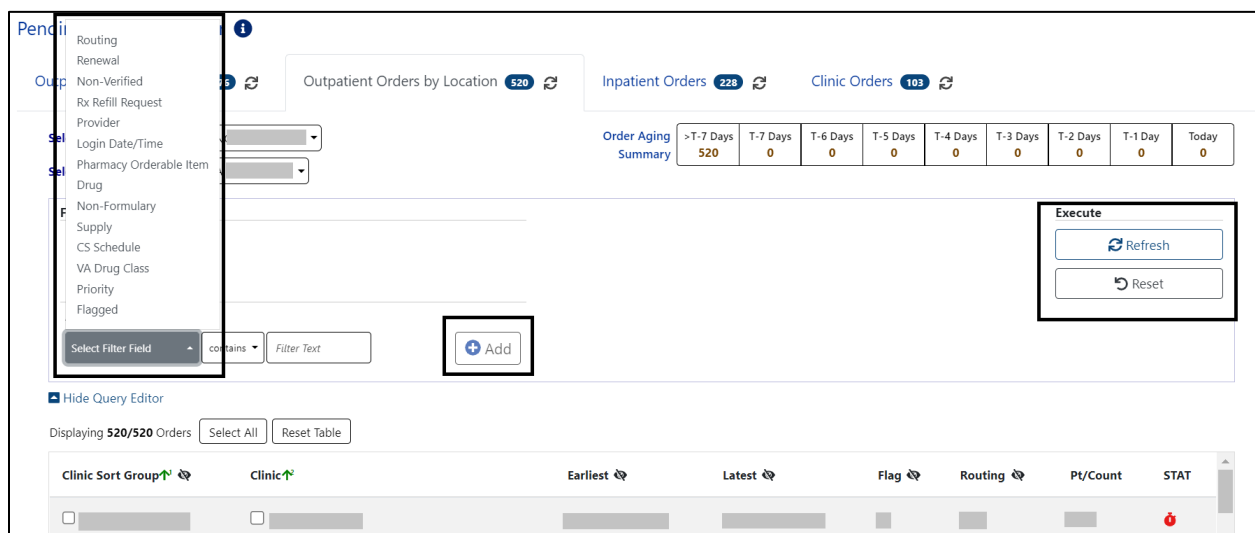 Pendi
Routing
Renewal
Non-Verified
Rx Refill Request
Provider
Login Date/Time
Pharmacy Orderable Item
Drug
Non-Formulary
Supply
CS Schedule
VA Drug Class
Priority
Flagged
Outp
Outpatient Orders by Location 520
Inpatient Orders 228
Clinic Orders 103
Sel
Sel
Order Aging Summary
>T-7 Days T-7 Days T-6 Days T-5 Days T-4 Days T-3 Days T-2 Days T-1 Day Today
520 0 0 0 0 0 0 0 0
F
Execute
Refresh
Reset
Select Filter Field contains Filter Text Add
Hide Query Editor
Displaying 520/520 Orders Select All Reset Table
Clinic Sort Group 1 Clinic 2 Earliest Latest Flag Routing Pt/Count STAT